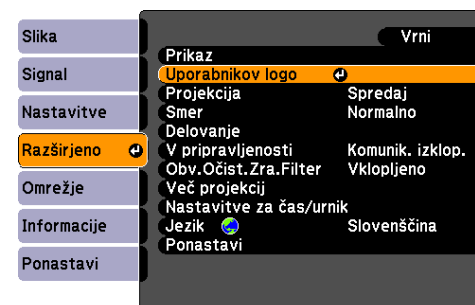 Slika
Signal
Nastavitve
Razširjeno
Omrežje
Informacije
Ponastavi
Vrni
Prikaz
Uporabnikov logo
Projekcija Spredaj
Smer Normalno
Delovanje
V pripravljenosti Komunik. izklop.
Obv.Očist.Zra.Filter Vklopljeno
Več projekcij
Nastavitve za čas/urnik
Jezik Slovenščina
Ponastavi